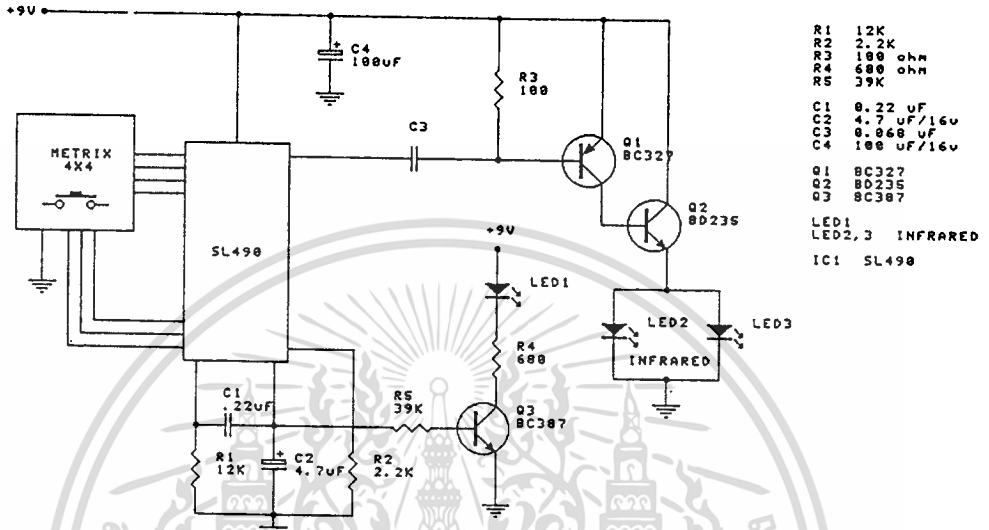 +9V
C4
100uF
R3
100
C3
METRIX
4X4
SL490
Q1
BC327
Q2
BD235
+9V
LED1
R4
680
LED2
LED3
INFRARED
C1
.22uF
R5
39K
Q3
BC387
R1
12K
C2
4.7uF
R2
2.2K
R1 12K
R2 2.2K
R3 100 ohm
R4 680 ohm
R5 39K
C1 0.22 uF
C2 4.7 uF/16v
C3 0.068 uF
C4 100 uF/16v
Q1 BC327
Q2 BD235
Q3 BC387
LED1
LED2,3 INFRARED
IC1 SL490